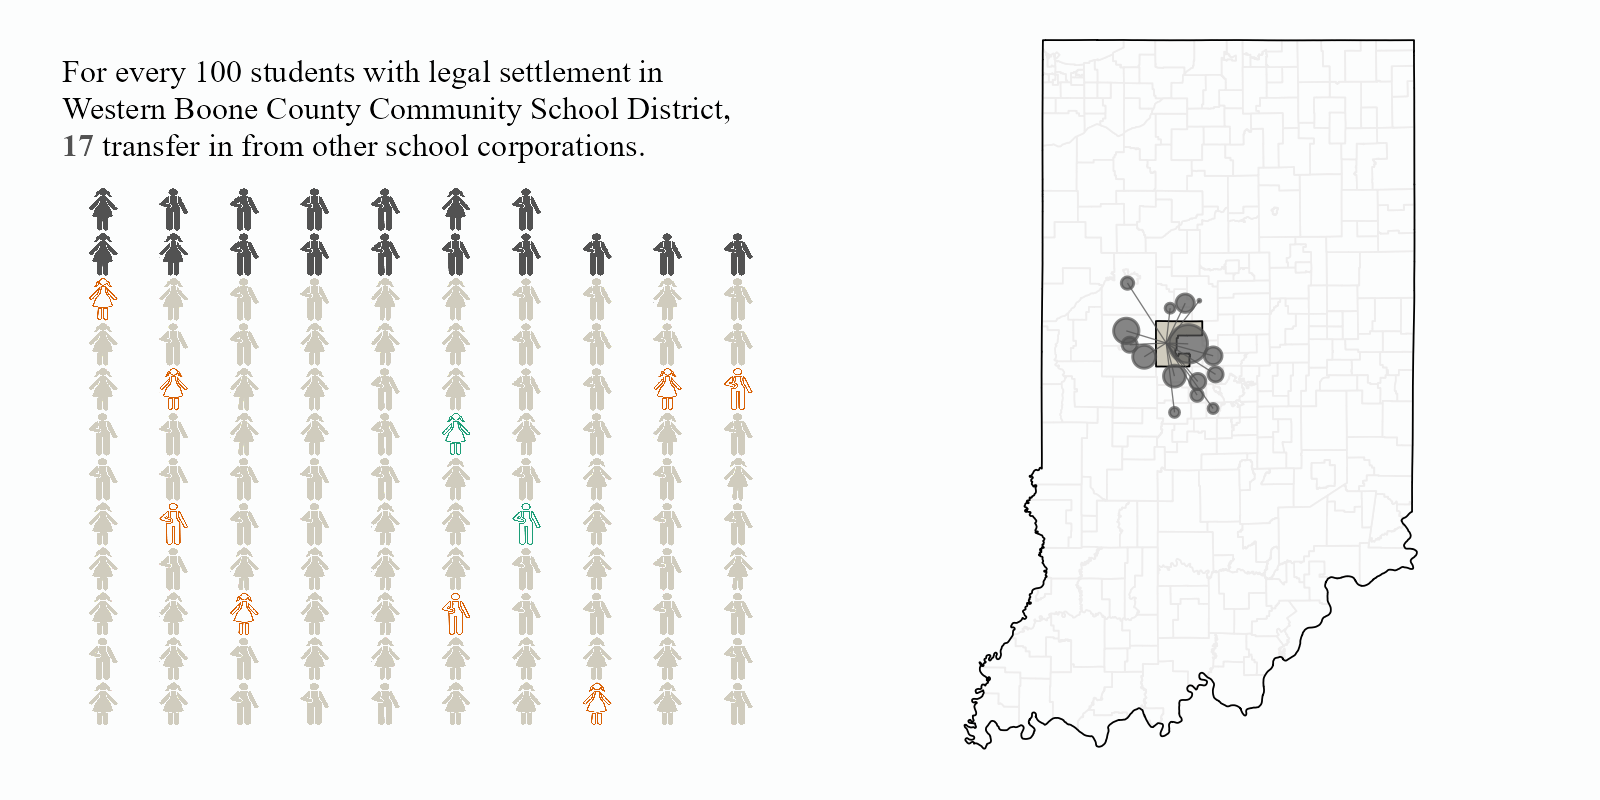 For every 100 students with legal settlement in
Western Boone County Community School District,
17 transfer in from other school corporations.